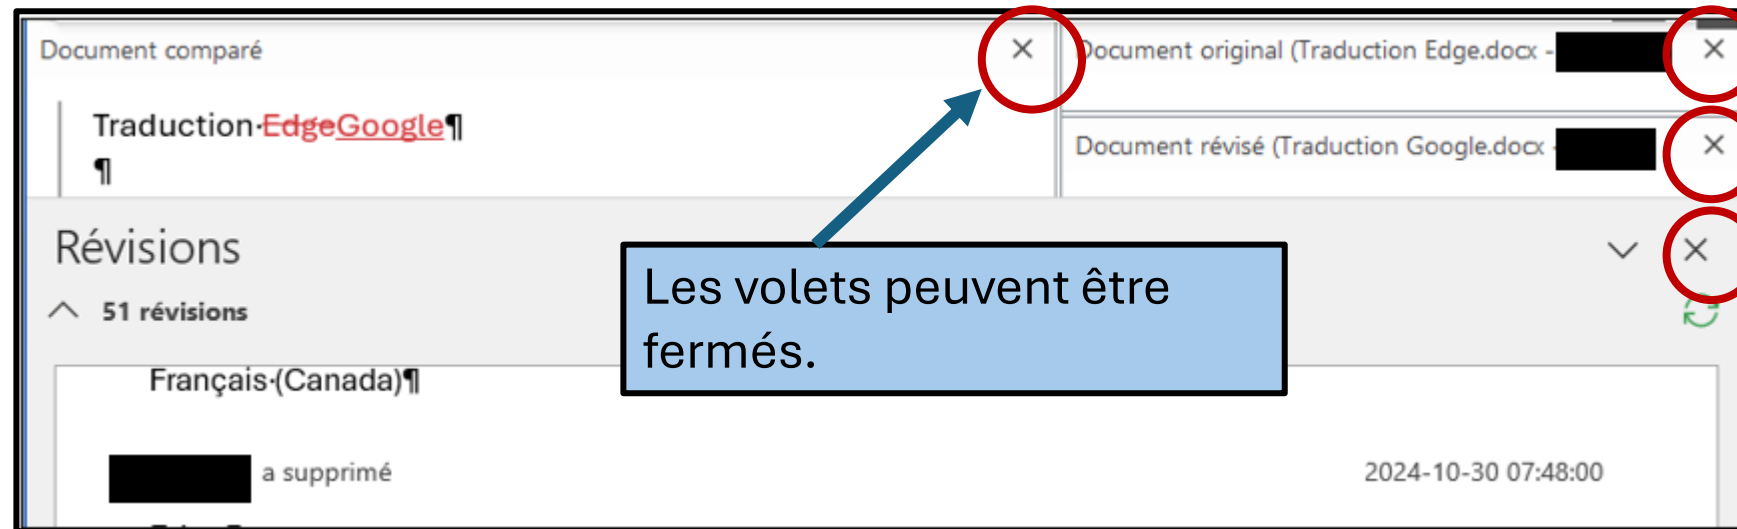 Document comparé
Document original (Traduction Edge.docx -
Traduction·EdgeGoogle¶
¶
Document révisé (Traduction Google.docx -
Révisions
51 révisions
Les volets peuvent être
fermés.
Français·(Canada)¶
a supprimé
2024-10-30 07:48:00